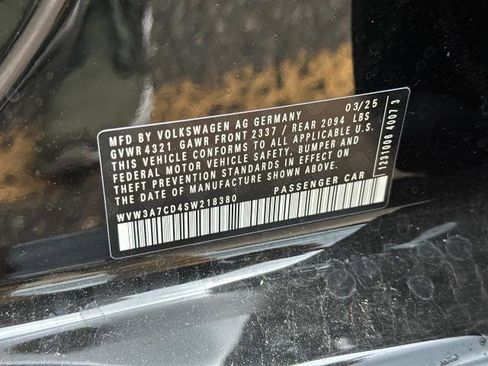 MFD BY VOLKSWAGEN AG GERMANY 03/25
GVWR 4321 GAWR FRONT 2337 / REAR 2094 LBS
THIS VEHICLE CONFORMS TO ALL APPLICABLE U.S.
FEDERAL MOTOR VEHICLE SAFETY, BUMPER AND
THEFT PREVENTION STANDARDS IN EFFECT ON
THE DATE OF MANUFACTURE SHOWN ABOVE.
WVW3A7CD4SW218380 PASSENGER CAR
1231006 4007 3